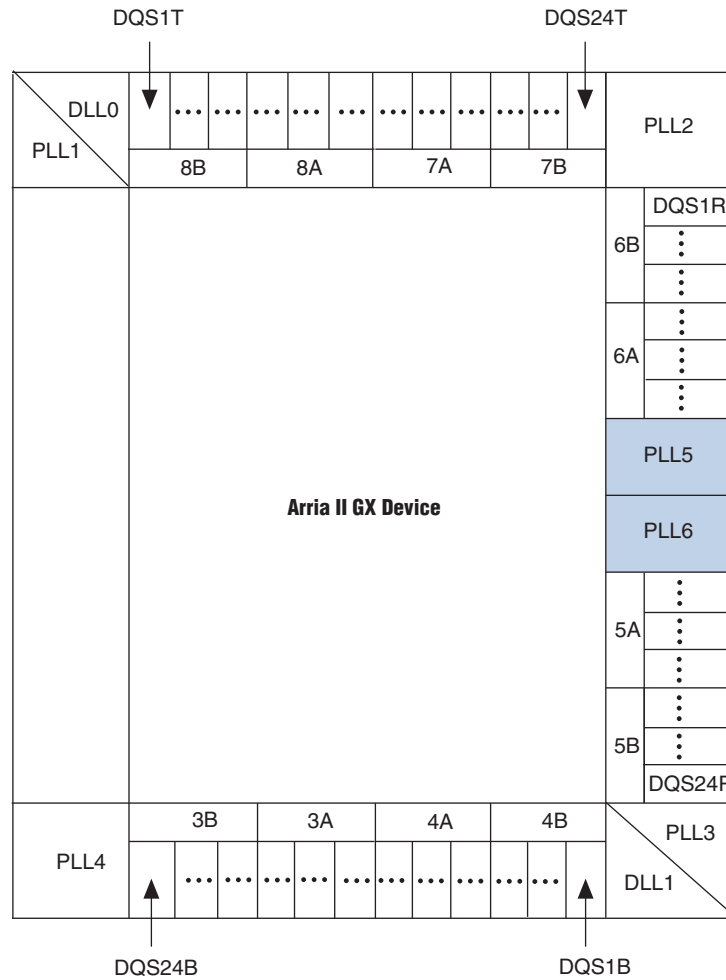 DQS1T DQS24T
DLL0
PLL1
PLL2
8B 8A 7A 7B
DQS1R
6B
6A
PLL5
Arria II GX Device
PLL6
5A
5B
DQS24R
3B 3A 4A 4B
PLL3
PLL4
DLL1
DQS24B DQS1B